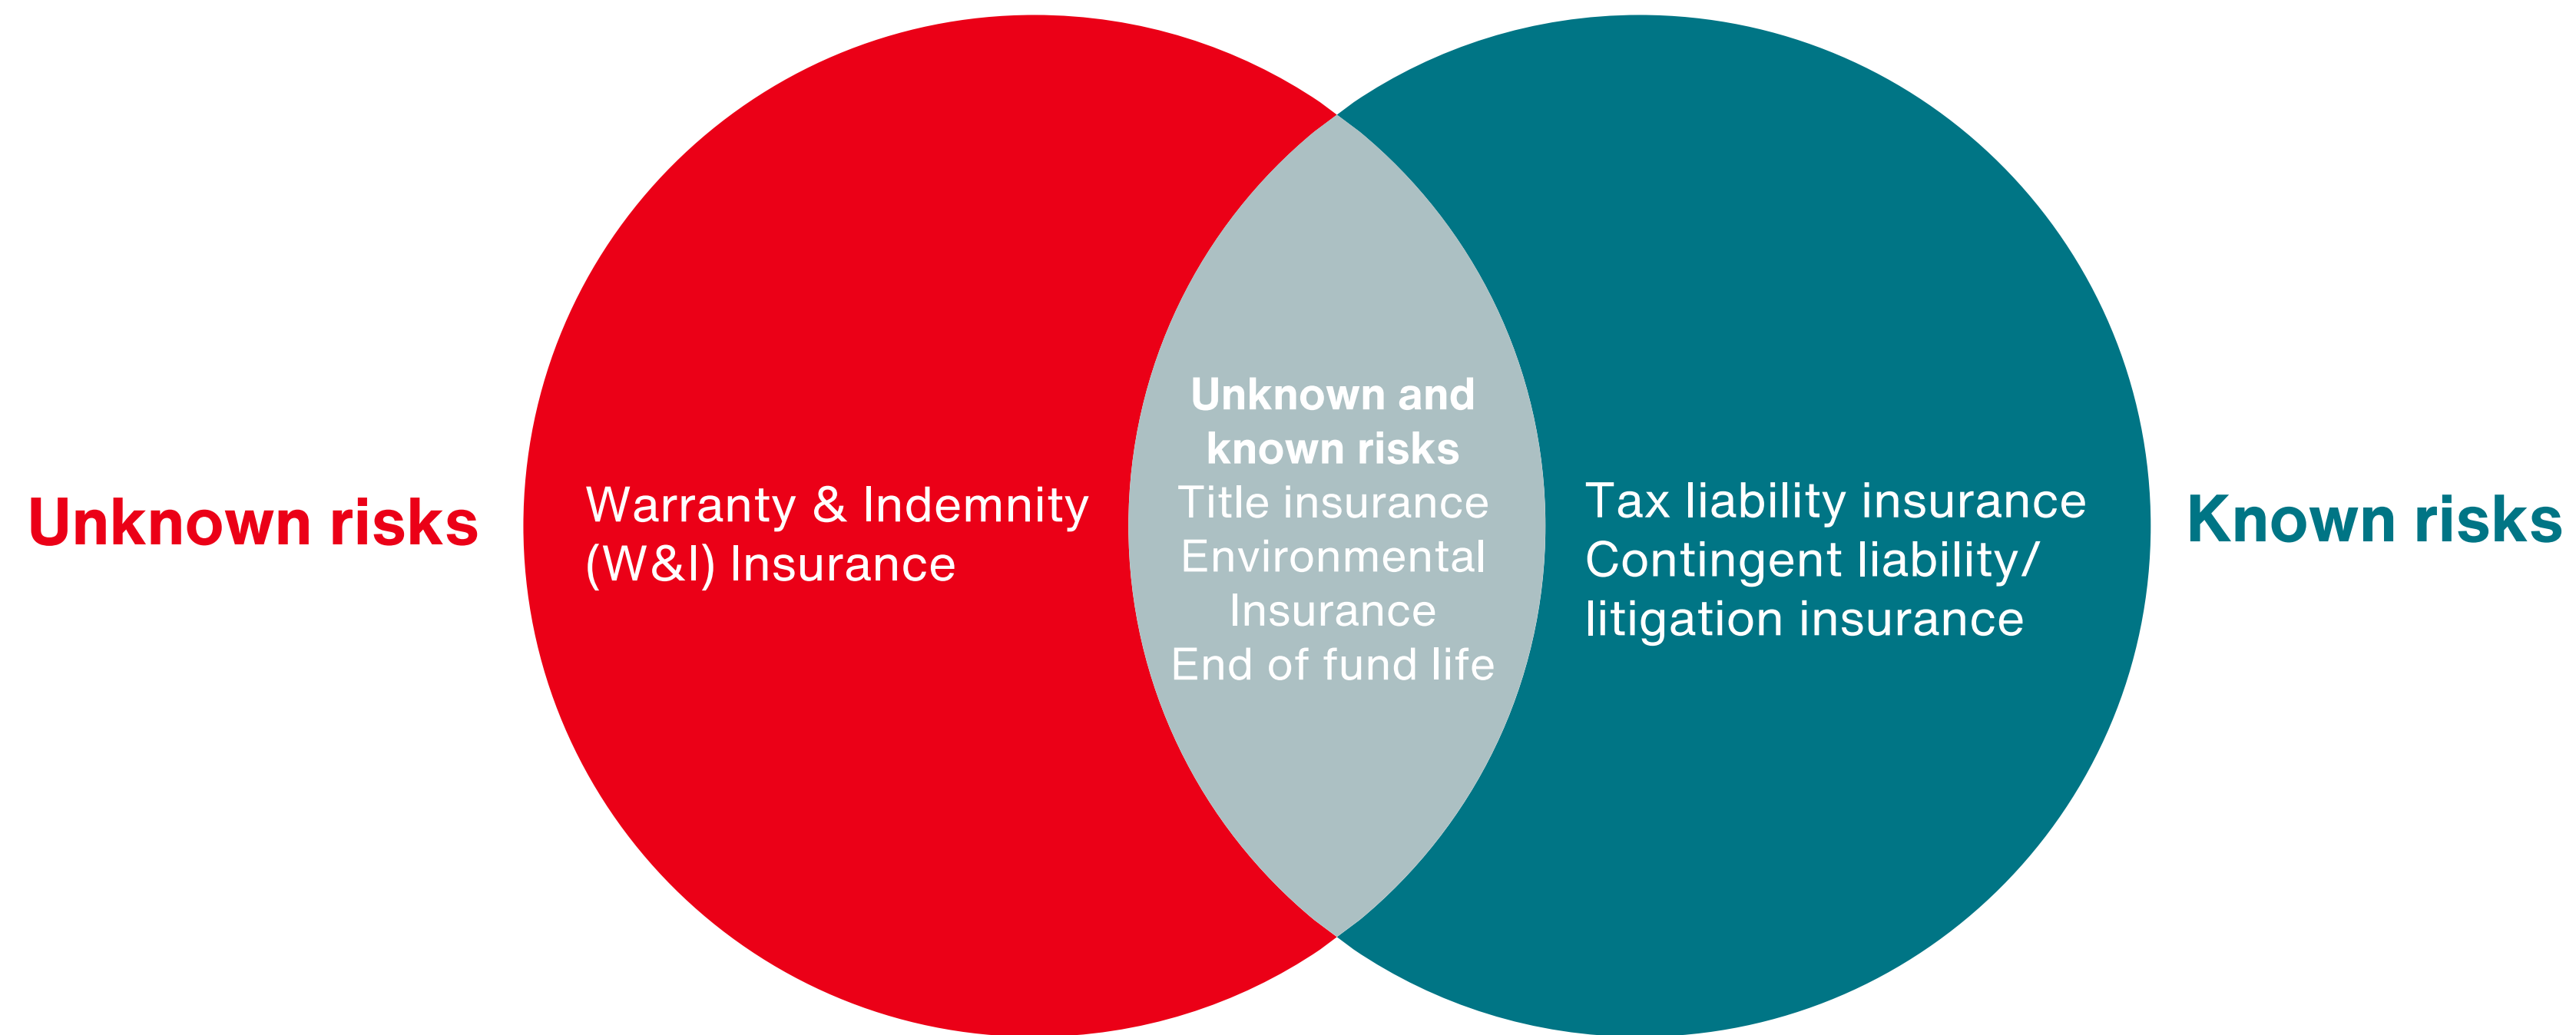 Unknown risks
Warranty & Indemnity
(W&I) Insurance
Unknown and
known risks
Title insurance
Environmental
Insurance
End of fund life
Tax liability insurance
Contingent liability/
litigation insurance
Known risks